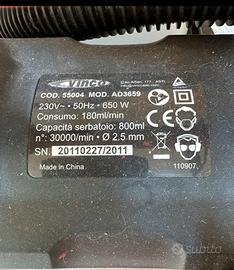 VINCO
COD. 55004 MOD. AD3659
230V~ • 50Hz • 650 W
Consumo: 180ml/min
Capacità serbatoio: 800ml
n°: 30000/min • Ø 2.5 mm
SN. 20110227/2011
Made in China
110907
subito